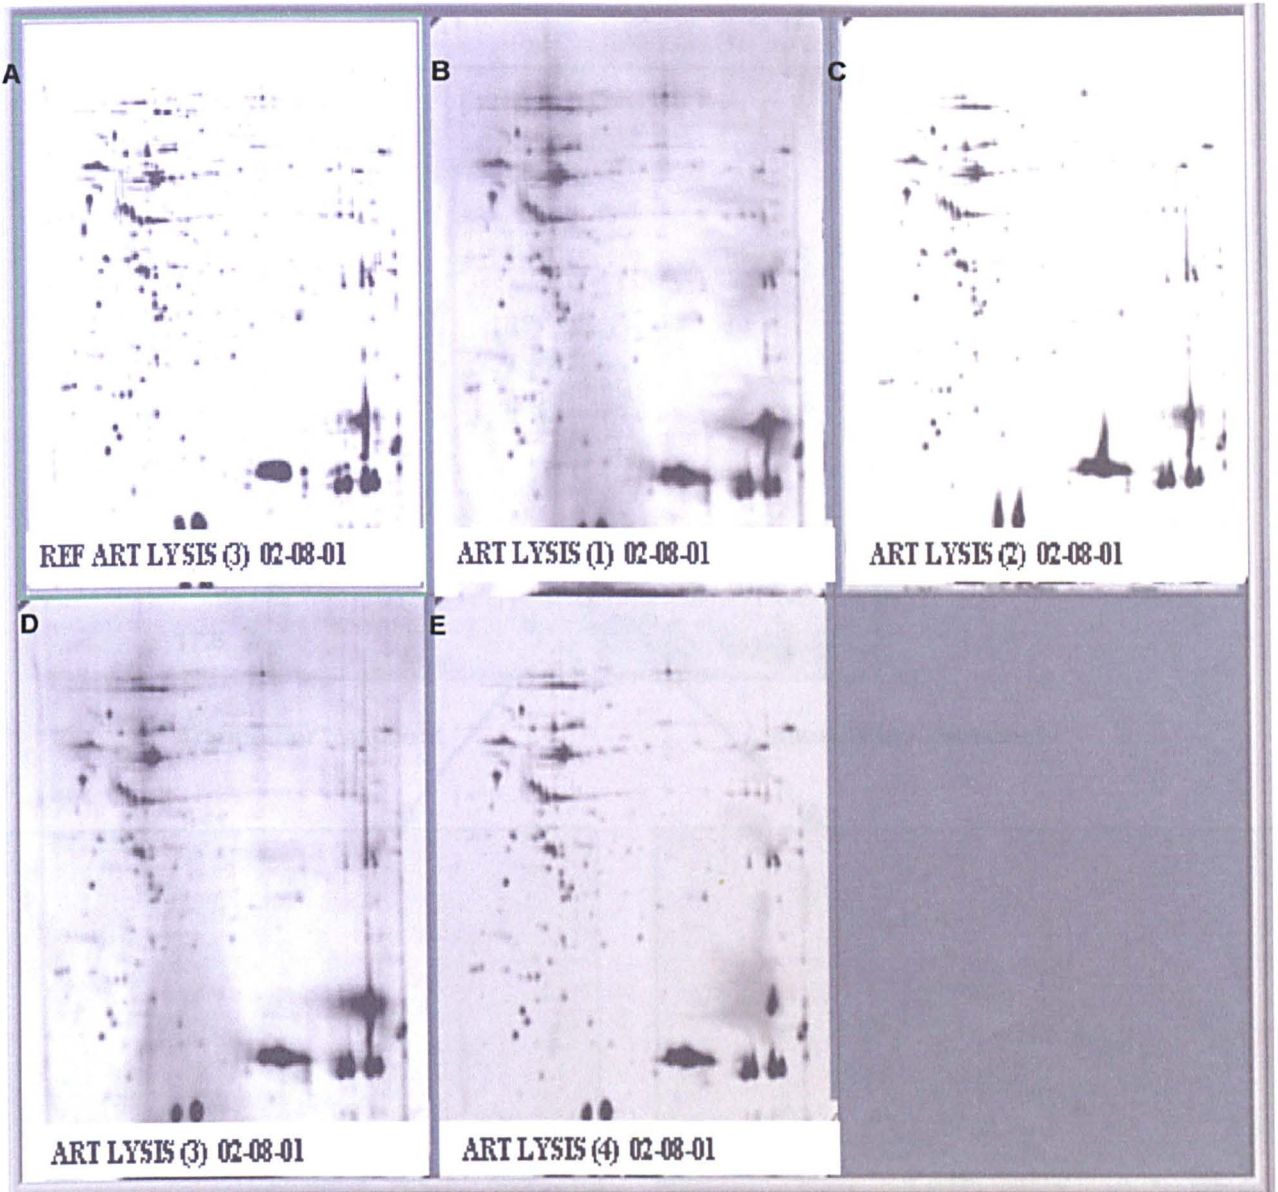 A
B
C
REF ART LYSIS (3) 02-08-01
ART LYSIS (1) 02-08-01
ART LYSIS (2) 02-08-01
D
E
ART LYSIS (3) 02-08-01
ART LYSIS (4) 02-08-01